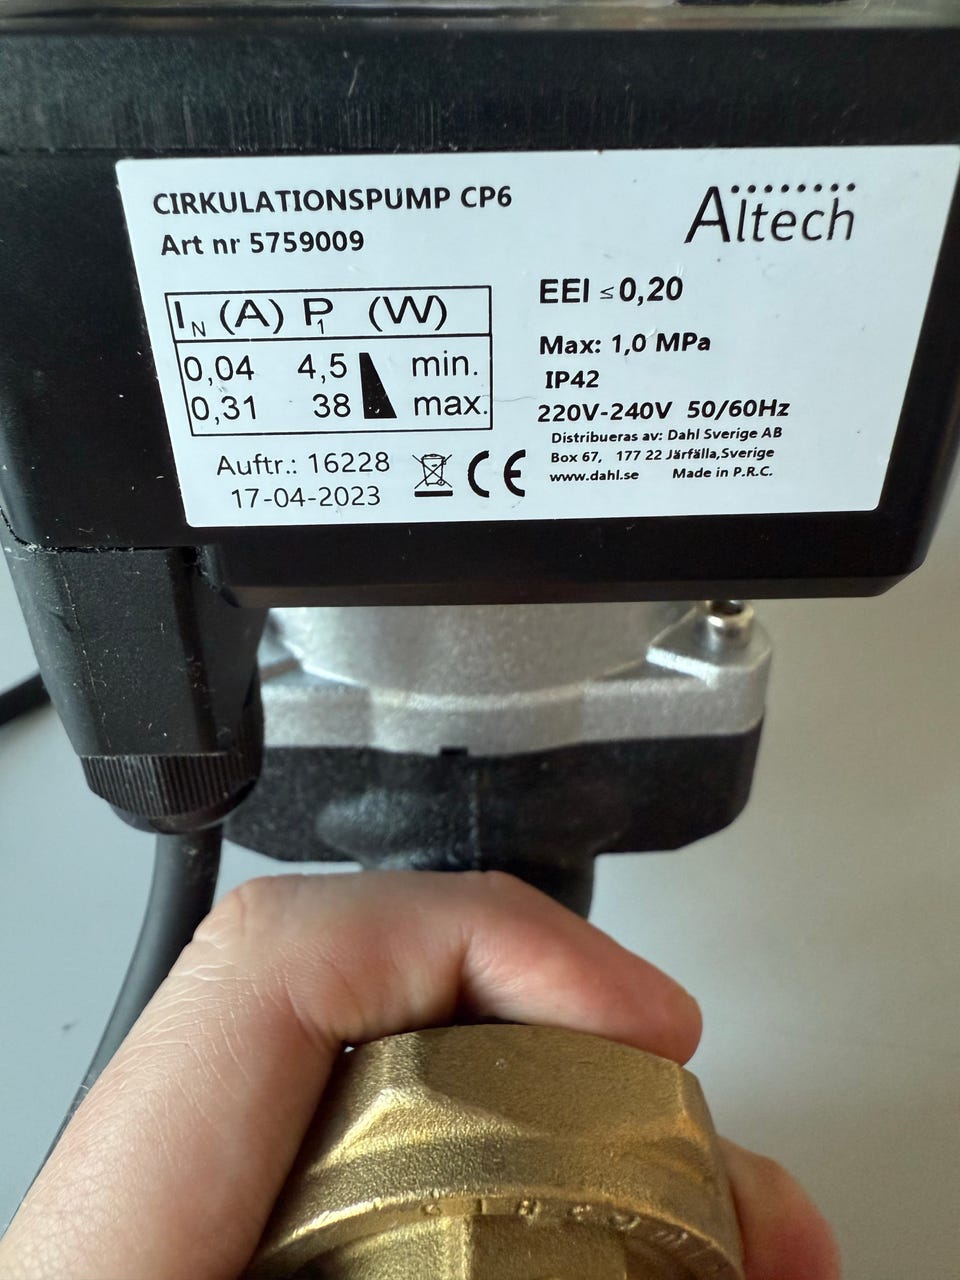 CIRKULATIONSPUMP CP6
Art nr 5759009
Altech
I N (A) P 1 (W)
0,04 4,5 min.
0,31 38 max.
EEI ≤0,20
Max: 1,0 MPa
IP42
220V-240V 50/60Hz
Distribueras av: Dahl Sverige AB
Box 67, 177 22 Järfälla,Sverige
www.dahl.se Made in P.R.C.
Auftr.: 16228
17-04-2023
CE